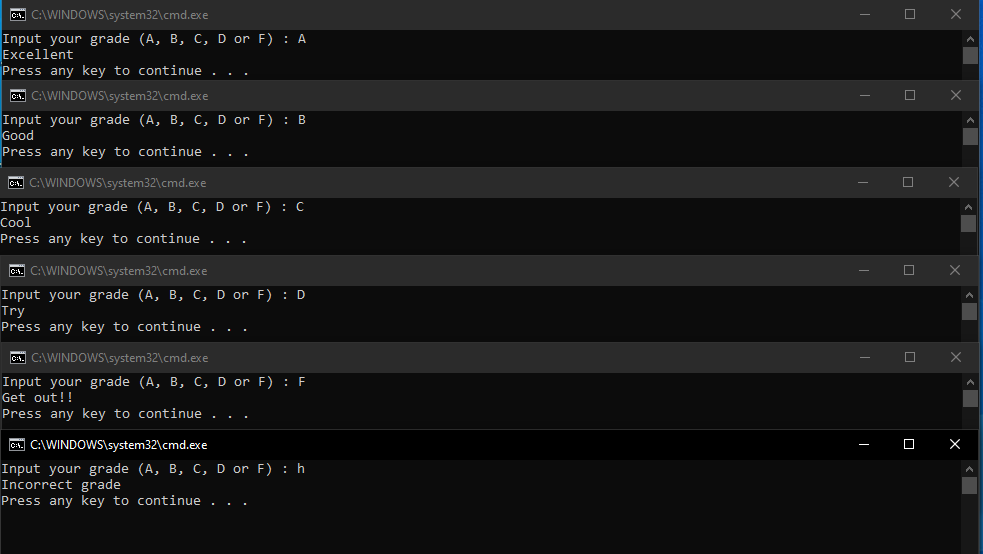 C:\WINDOWS\system32\cmd.exe
Input your grade (A, B, C, D or F) : A
Excellent
Press any key to continue . . .
C:\WINDOWS\system32\cmd.exe
Input your grade (A, B, C, D or F) : B
Good
Press any key to continue . . .
C:\WINDOWS\system32\cmd.exe
Input your grade (A, B, C, D or F) : C
Cool
Press any key to continue . . .
C:\WINDOWS\system32\cmd.exe
Input your grade (A, B, C, D or F) : D
Try
Press any key to continue . . .
C:\WINDOWS\system32\cmd.exe
Input your grade (A, B, C, D or F) : F
Get out!!
Press any key to continue . . .
C:\WINDOWS\system32\cmd.exe
Input your grade (A, B, C, D or F) : h
Incorrect grade
Press any key to continue . . .